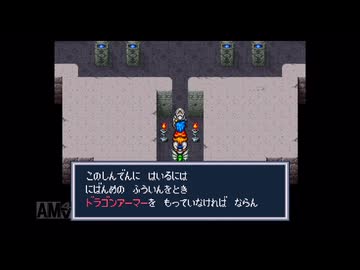 このしんでんに はいるには
にばんめの ふういんをとき
ドラゴンアーマーを もっていなければ ならん